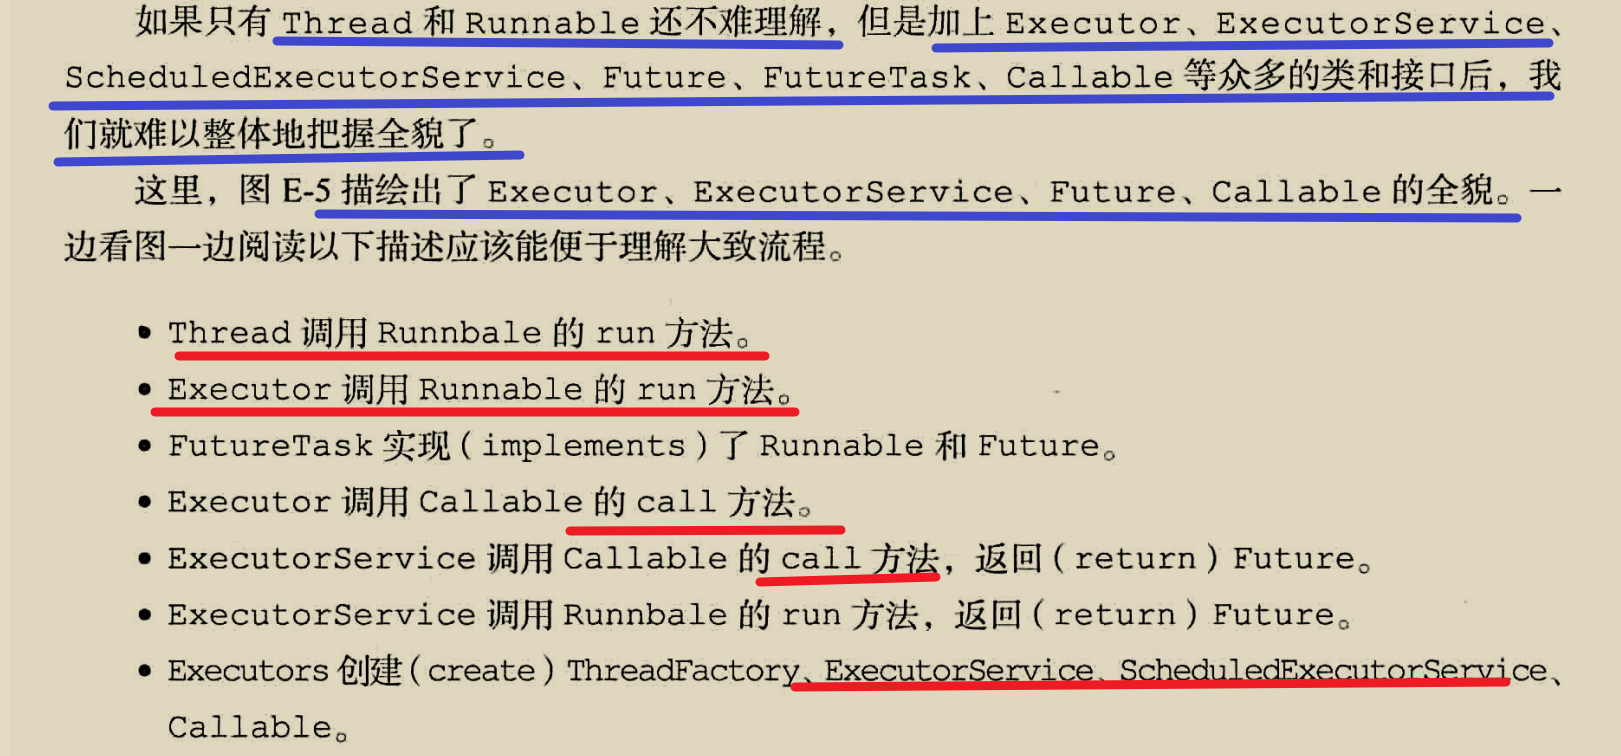 如果只有 Thread 和 Runnable 还不难理解，但是加上 Executor、ExecutorService、
ScheduledExecutorService、Future、FutureTask、Callable 等众多的类和接口后，我
们就难以整体地把握全貌了。
这里，图 E-5 描绘出了 Executor、ExecutorService、Future、Callable 的全貌。一
边看图一边阅读以下描述应该能便于理解大致流程。
• Thread 调用 Runnbale 的 run 方法。
• Executor 调用 Runnable 的 run 方法。
• FutureTask 实现（implements）了 Runnable 和 Future。
• Executor 调用 Callable 的 call 方法。
• ExecutorService 调用 Callable 的 call 方法，返回（return）Future。
• ExecutorService 调用 Runnbale 的 run 方法，返回（return）Future。
• Executors 创建（create）ThreadFactory、ExecutorService、ScheduledExecutorService、
Callable。